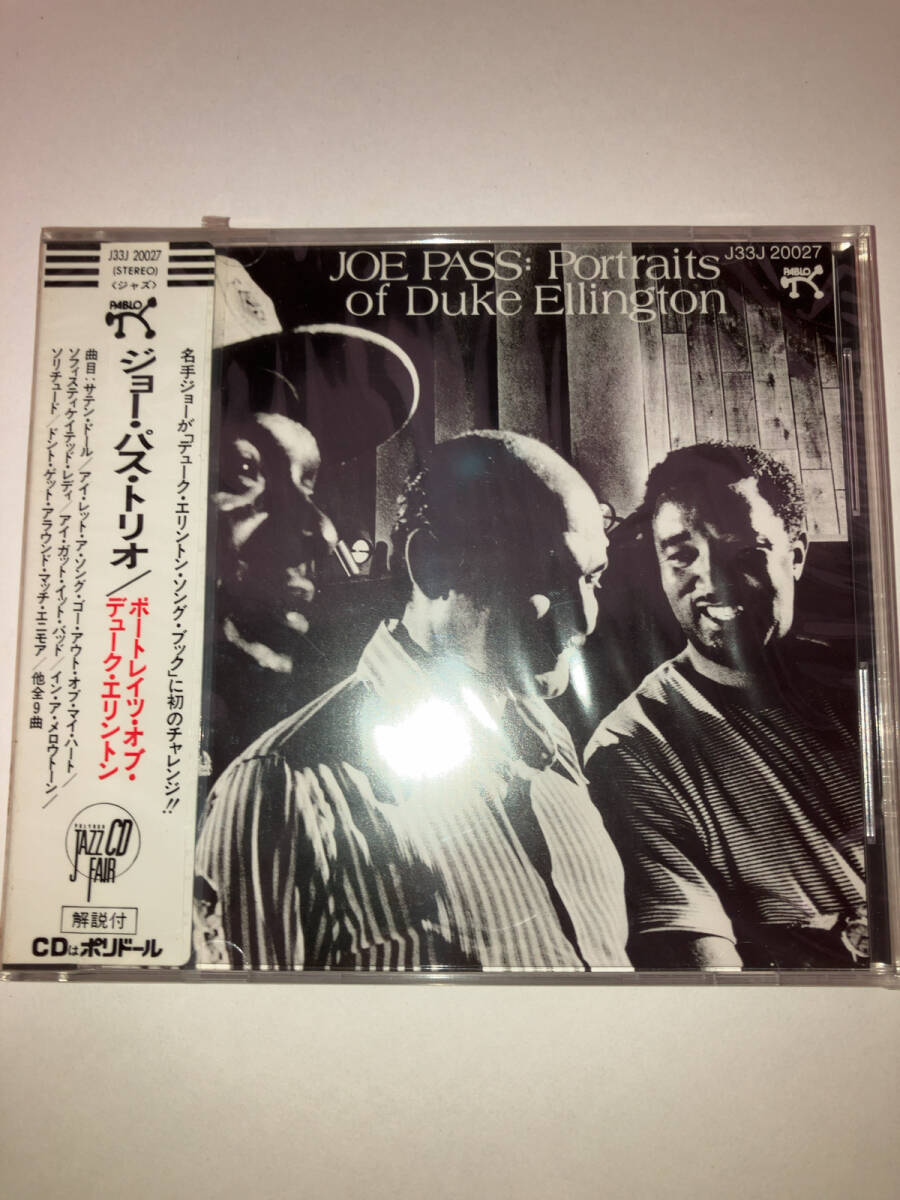 J33J 20027
(STEREO)
〈ジャズ〉
PABLO
ジョー・パス・トリオ/ポートレイツ・オブ・
デューク・エリントン
名手ジョーが「デューク・エリントン・ソング・ブック」に初のチャレンジ!!
曲目:サテン・ドール/アイ・レット・ア・ソング・ゴー・アウト・オブ・マイ・ハート/
ソフィスティケイテッド・レディ/アイ・ガット・イット・バッド/イン・ア・メロウトーン/
ソリチュード/ドント・ゲット・アラウンド・マッチ・エニモア/他全9曲
POLYDOR
JAZZ CD
FAIR
解説付
CDはポリドール
JOE PASS: Portraits
of Duke Ellington
J33J 20027
PABLO